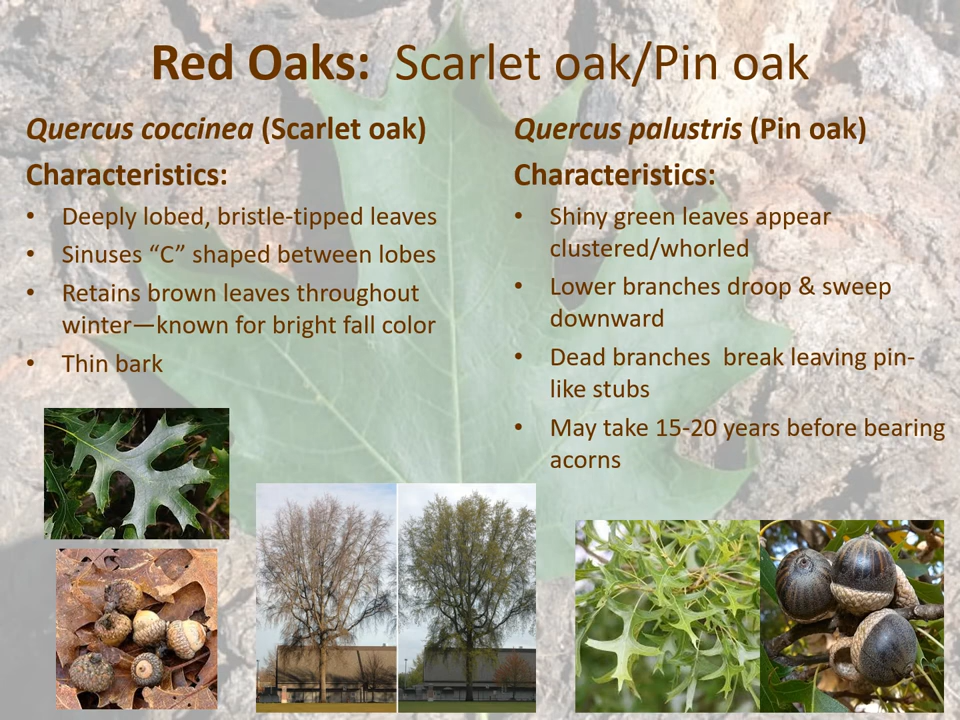 Red Oaks:  Scarlet oak/Pin oak
Quercus coccinea (Scarlet oak)
Characteristics:
• Deeply lobed, bristle-tipped leaves
• Sinuses “C” shaped between lobes
• Retains brown leaves throughout
winter—known for bright fall color
• Thin bark
Quercus palustris (Pin oak)
Characteristics:
• Shiny green leaves appear
clustered/whorled
• Lower branches droop & sweep
downward
• Dead branches  break leaving pin-
like stubs
• May take 15-20 years before bearing
acorns